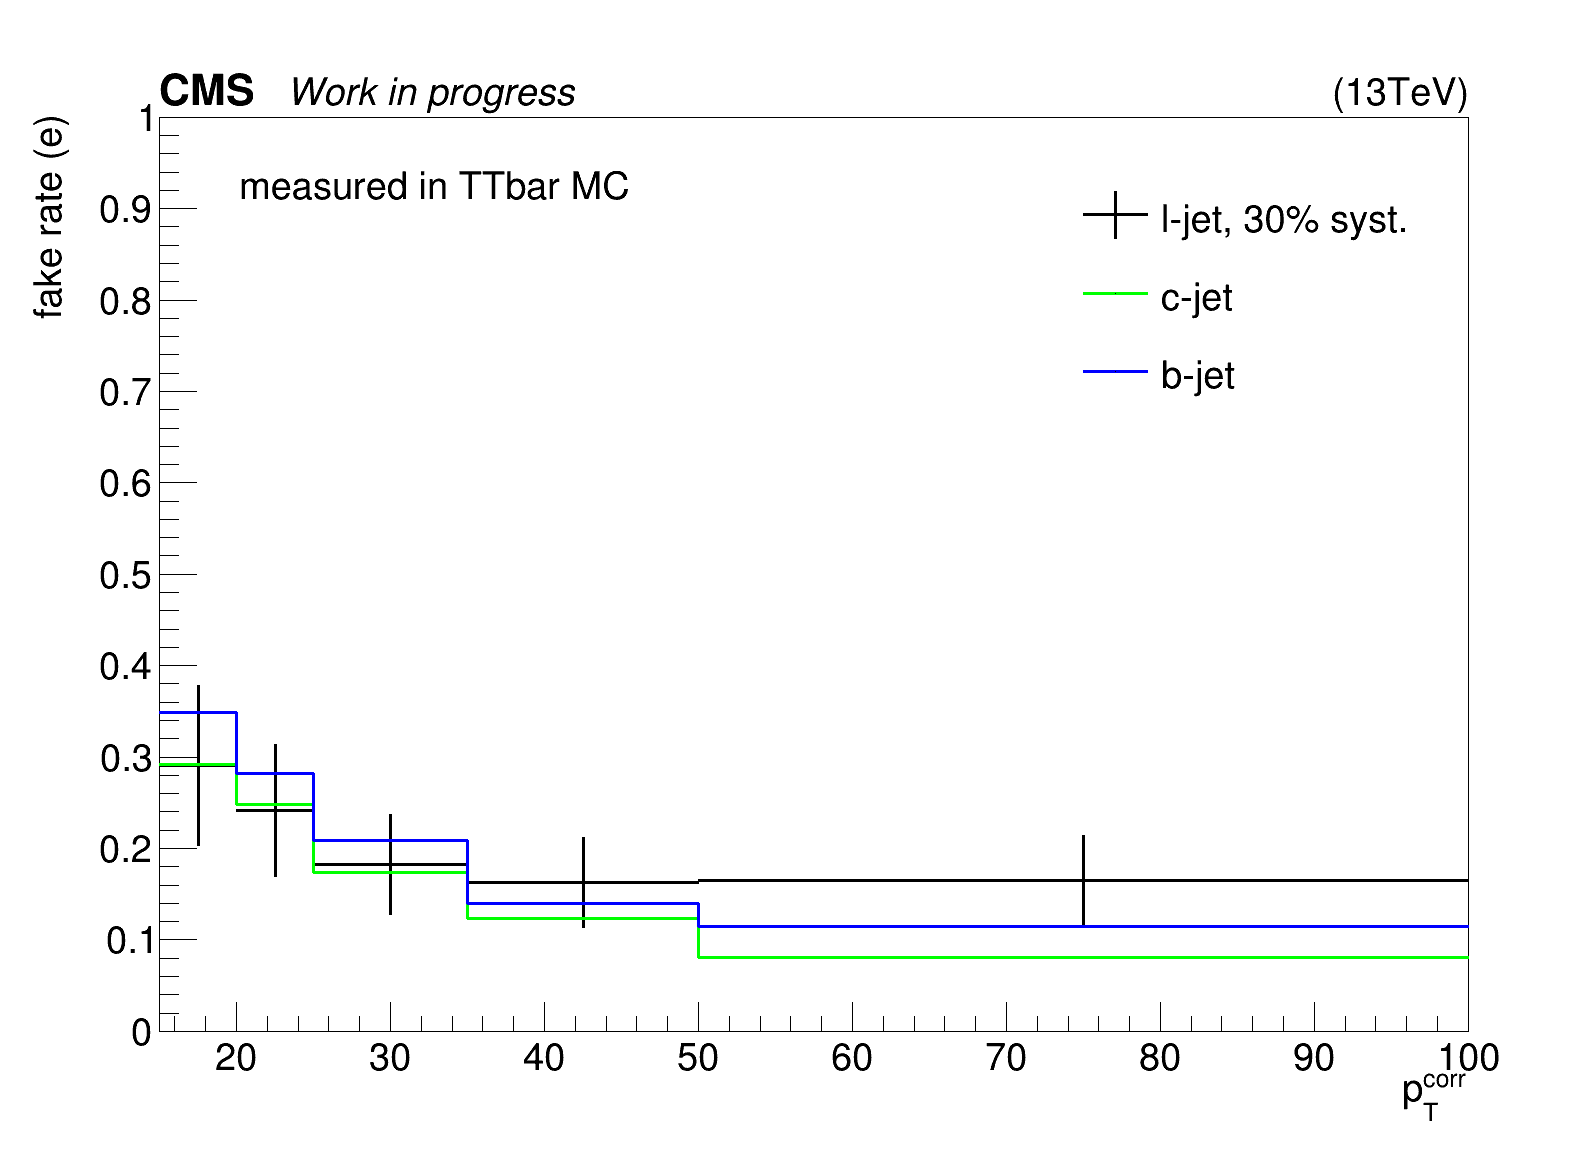 CMS Work in progress (13TeV)
fake rate (e)
measured in TTbar MC
l-jet, 30% syst.
c-jet
b-jet
1
0.9
0.8
0.7
0.6
0.5
0.4
0.3
0.2
0.1
0
20 30 40 50 60 70 80 90 100
p_T^corr